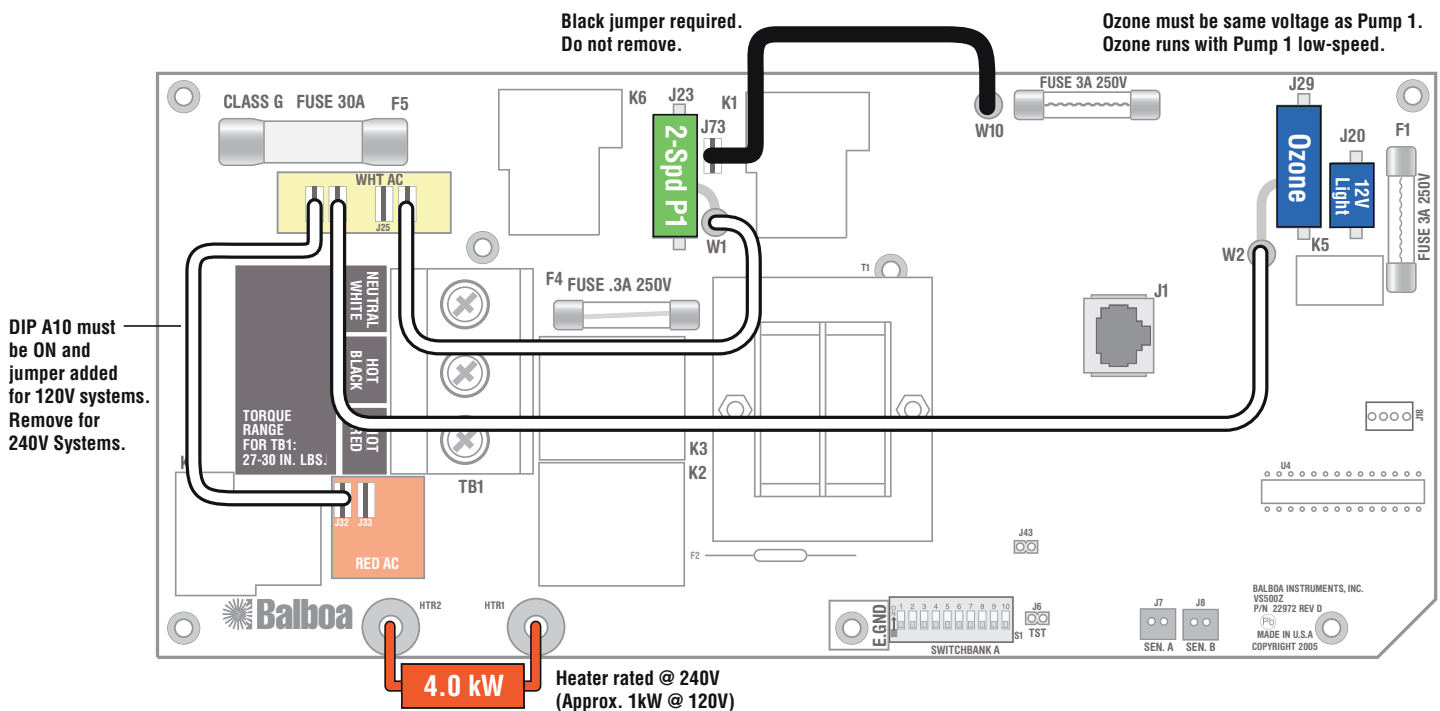 Black jumper required.
Do not remove.
Ozone must be same voltage as Pump 1.
Ozone runs with Pump 1 low-speed.
CLASS G FUSE 30A F5
K6
J23
K1
J73
2-Spd P1
W1
W10
FUSE 3A 250V
J29
Ozone
J20
12V
Light
F1
FUSE 3A 250V
K5
W2
WHT AC
J25
NEUTRAL
WHITE
HOT
BLACK
RED
TORQUE
RANGE
FOR TB1:
27-30 IN. LBS.
F4 FUSE .3A 250V
T1
J1
DIP A10 must
be ON and
jumper added
for 120V systems.
Remove for
240V Systems.
K3
K2
TB1
J18
U4
J32
J33
RED AC
F2
J43
Balboa
HTR2
HTR1
E.GND
ON
1 2 3 4 5 6 7 8 9 10
S1
SWITCHBANK A
J6
TST
J7
SEN. A
J8
SEN. B
BALBOA INSTRUMENTS, INC.
VS500Z
P/N 22972 REV D
Pb
MADE IN U.S.A
COPYRIGHT 2005
4.0 kW
Heater rated @ 240V
(Approx. 1kW @ 120V)